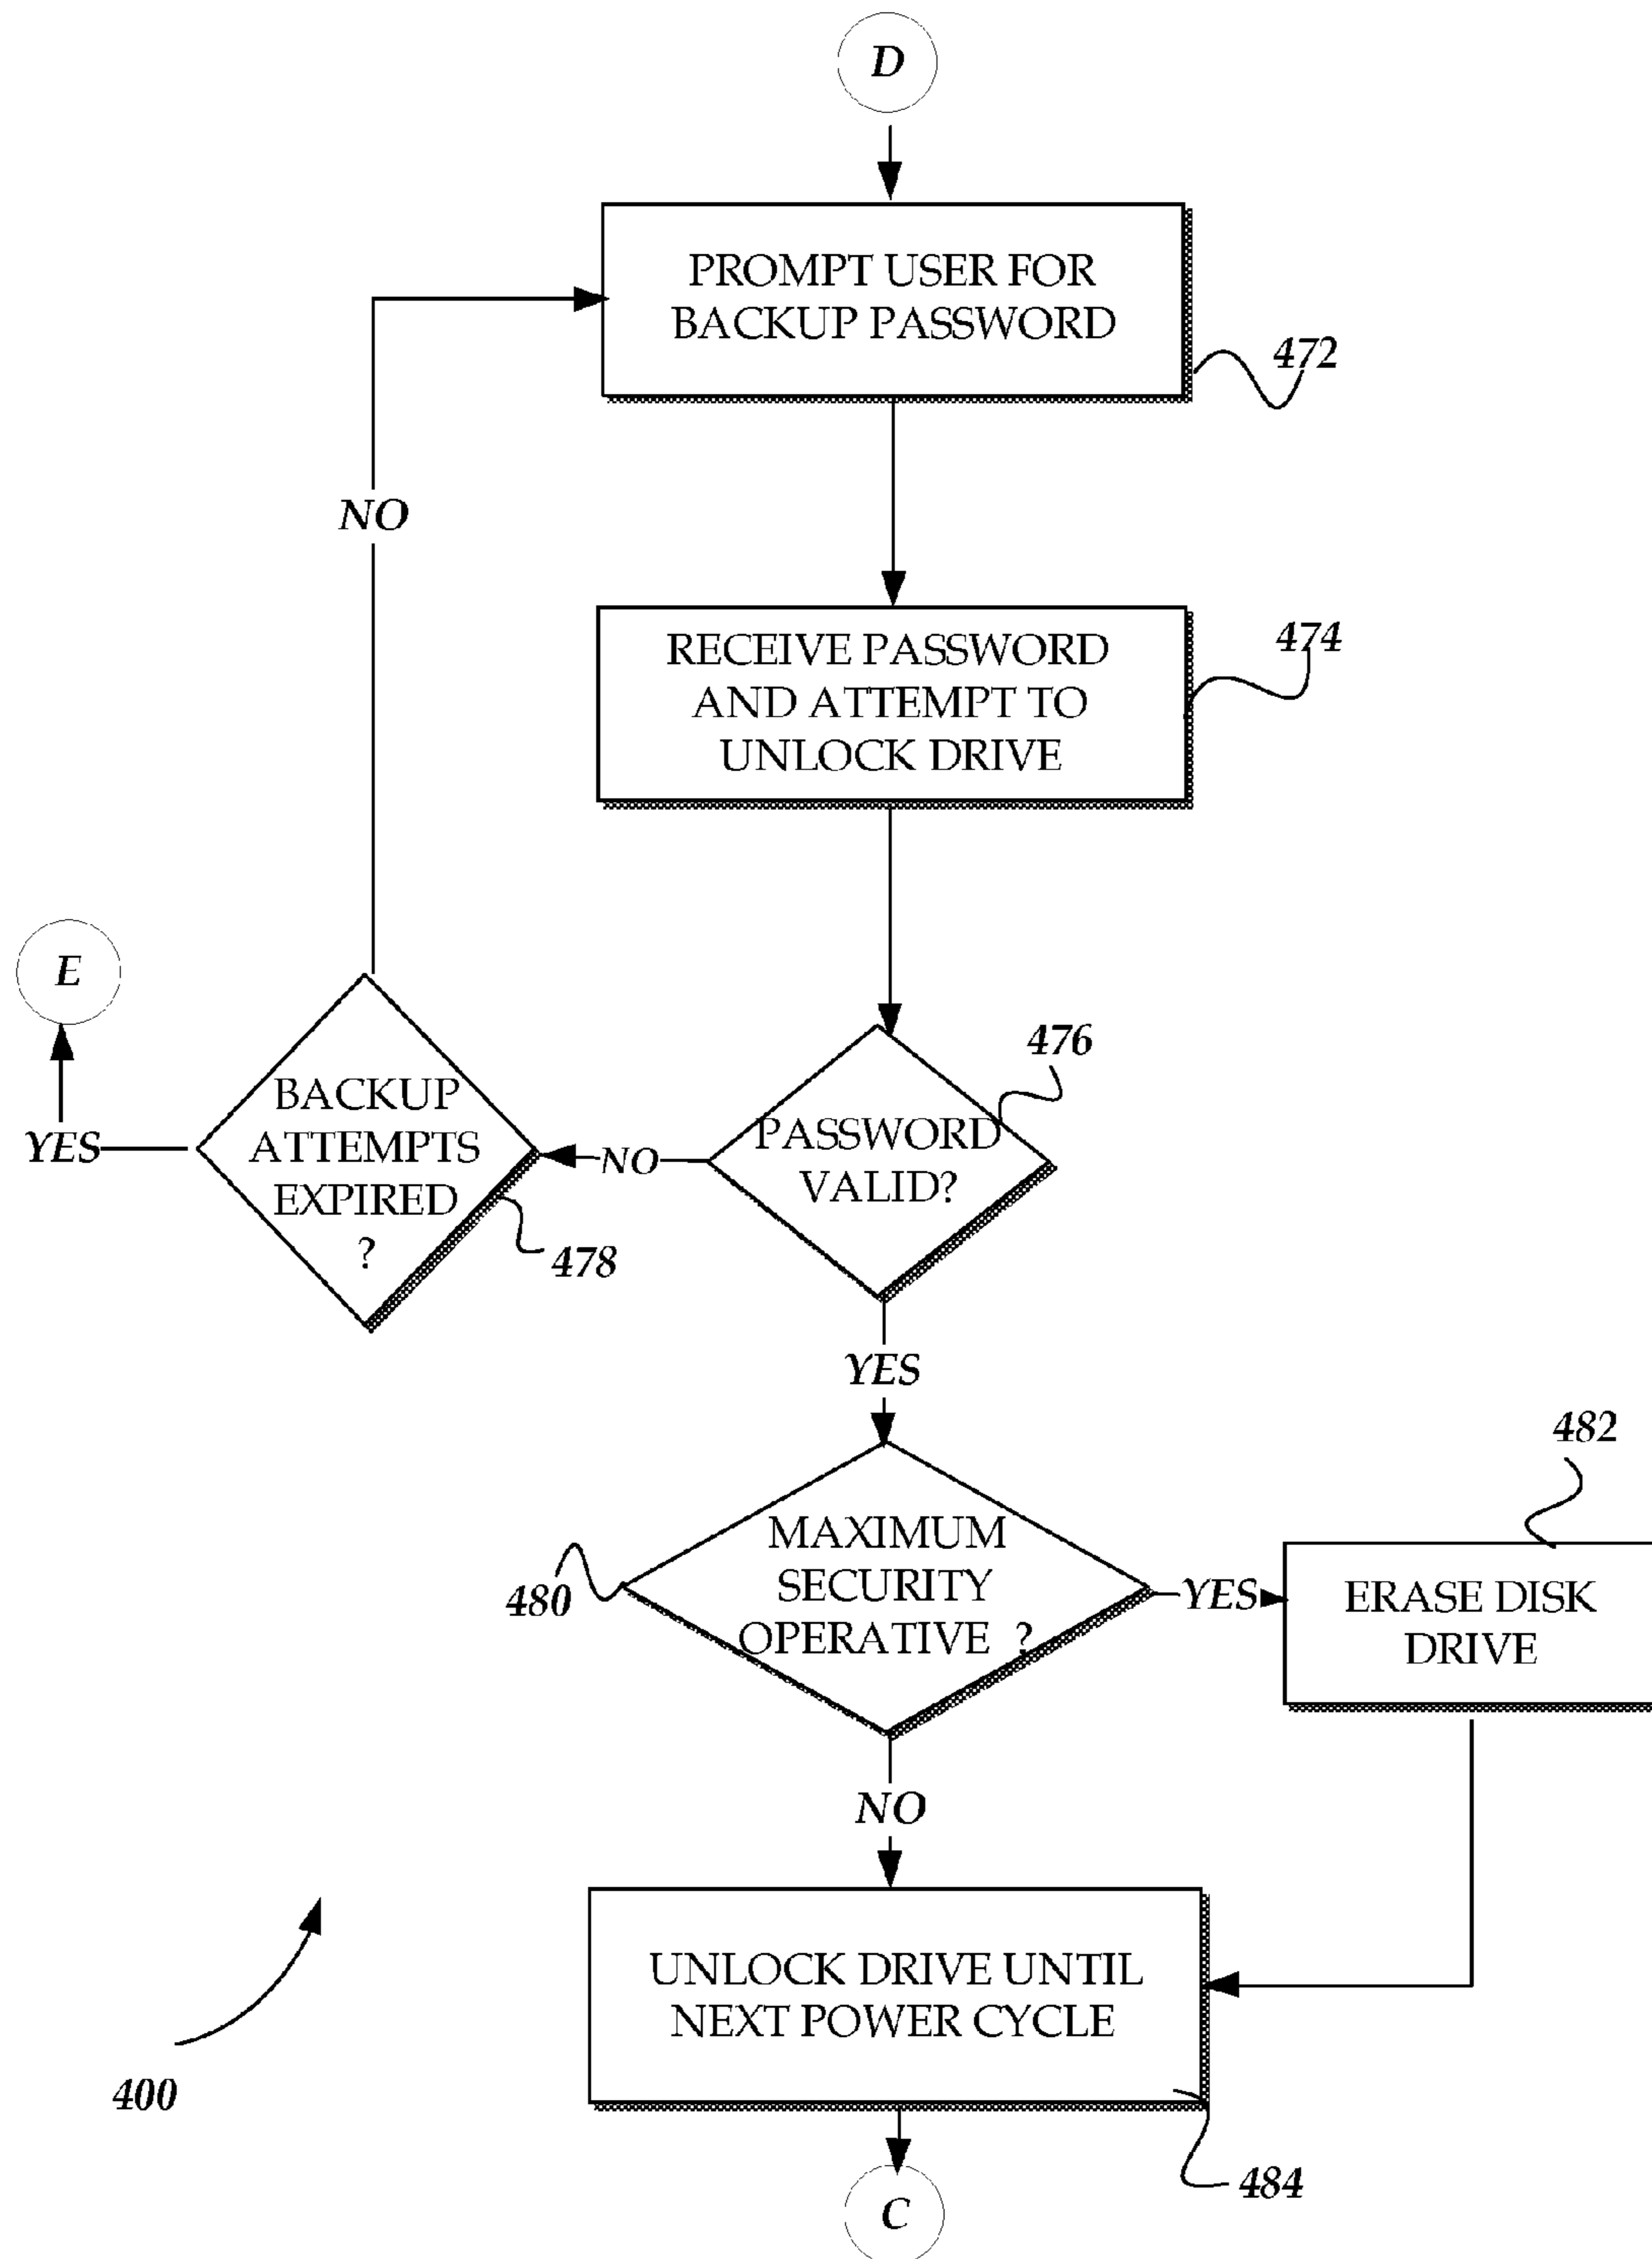 D
PROMPT USER FOR
BACKUP PASSWORD
472
NO
RECEIVE PASSWORD
AND ATTEMPT TO
UNLOCK DRIVE
474
E
YES
BACKUP
ATTEMPTS
EXPIRED
?
478
NO
PASSWORD
VALID?
476
YES
MAXIMUM
SECURITY
OPERATIVE ?
480
YES
482
ERASE DISK
DRIVE
NO
UNLOCK DRIVE UNTIL
NEXT POWER CYCLE
484
400
C